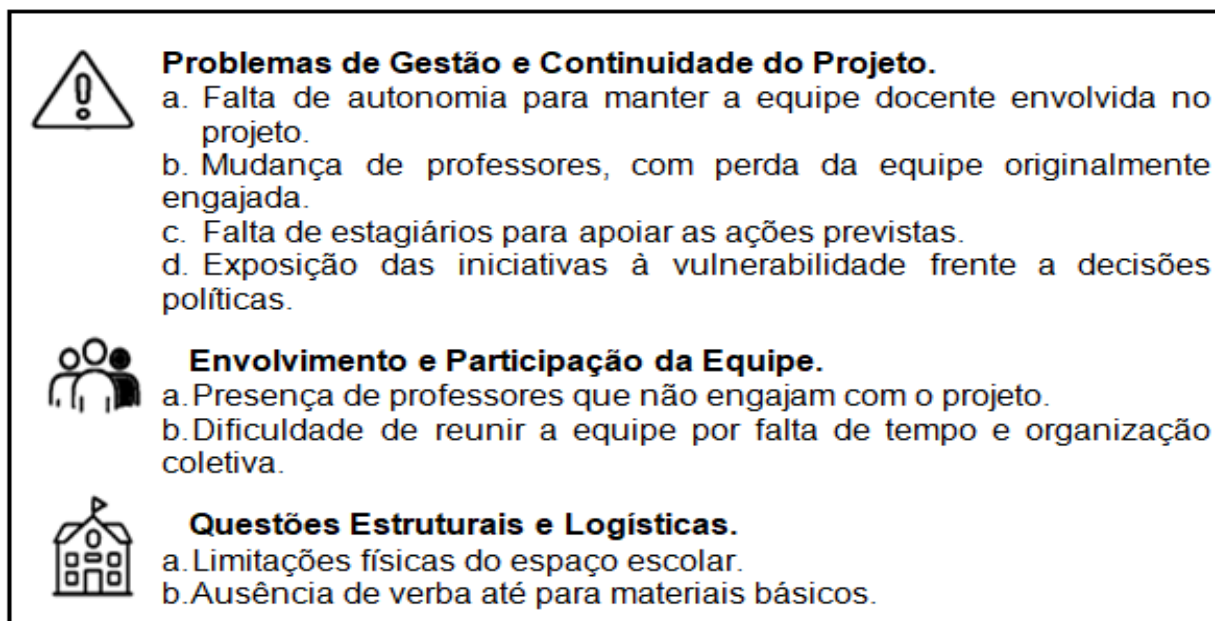 Problemas de Gestão e Continuidade do Projeto.
a. Falta de autonomia para manter a equipe docente envolvida no
projeto.
b. Mudança de professores, com perda da equipe originalmente
engajada.
c. Falta de estagiários para apoiar as ações previstas.
d. Exposição das iniciativas à vulnerabilidade frente a decisões
políticas.
Envolvimento e Participação da Equipe.
a.Presença de professores que não engajam com o projeto.
b.Dificuldade de reunir a equipe por falta de tempo e organização
coletiva.
Questões Estruturais e Logísticas.
a.Limitações físicas do espaço escolar.
b.Ausência de verba até para materiais básicos.